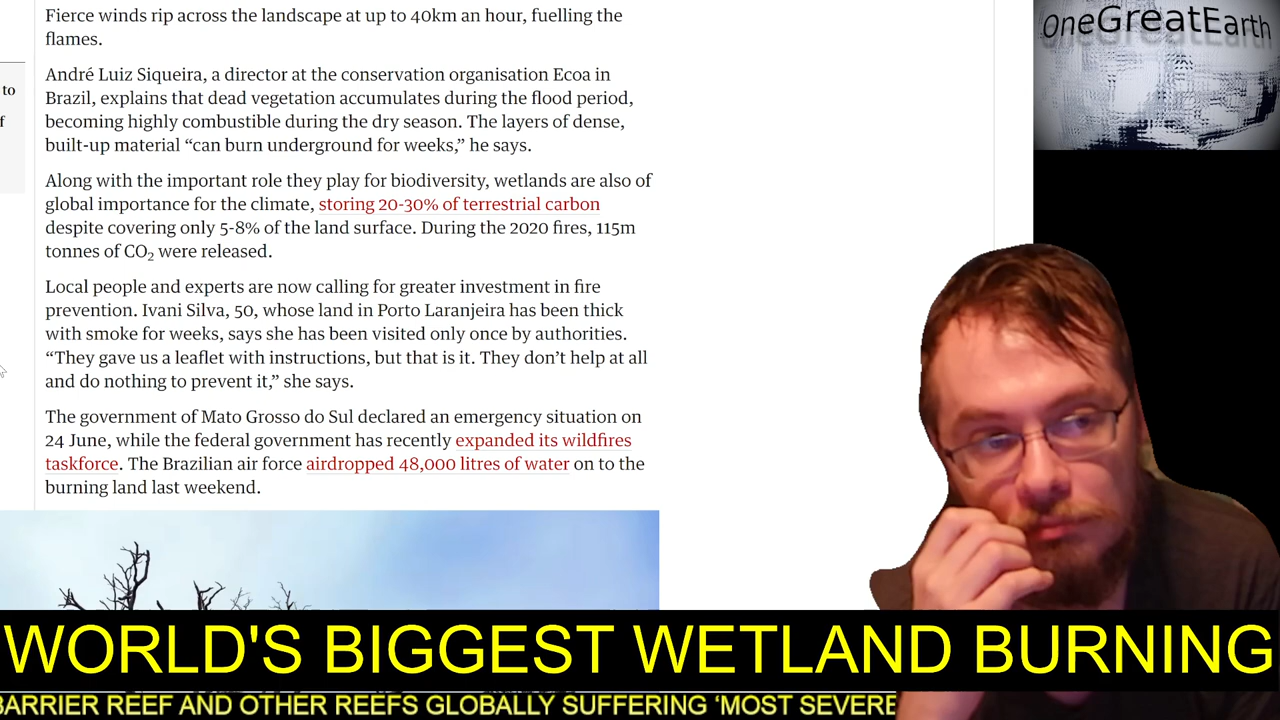 Fierce winds rip across the landscape at up to 40km an hour, fuelling the
flames.
to
f
André Luiz Siqueira, a director at the conservation organisation Ecoa in
Brazil, explains that dead vegetation accumulates during the flood period,
becoming highly combustible during the dry season. The layers of dense,
built-up material “can burn underground for weeks,” he says.
Along with the important role they play for biodiversity, wetlands are also of
global importance for the climate, storing 20-30% of terrestrial carbon
despite covering only 5-8% of the land surface. During the 2020 fires, 115m
tonnes of CO₂ were released.
Local people and experts are now calling for greater investment in fire
prevention. Ivani Silva, 50, whose land in Porto Laranjeira has been thick
with smoke for weeks, says she has been visited only once by authorities.
“They gave us a leaflet with instructions, but that is it. They don’t help at all
and do nothing to prevent it,” she says.
The government of Mato Grosso do Sul declared an emergency situation on
24 June, while the federal government has recently expanded its wildfires
taskforce. The Brazilian air force airdropped 48,000 litres of water on to the
burning land last weekend.
OneGreatEarth
WORLD'S BIGGEST WETLAND BURNING
BARRIER REEF AND OTHER REEFS GLOBALLY SUFFERING ‘MOST SEVERE